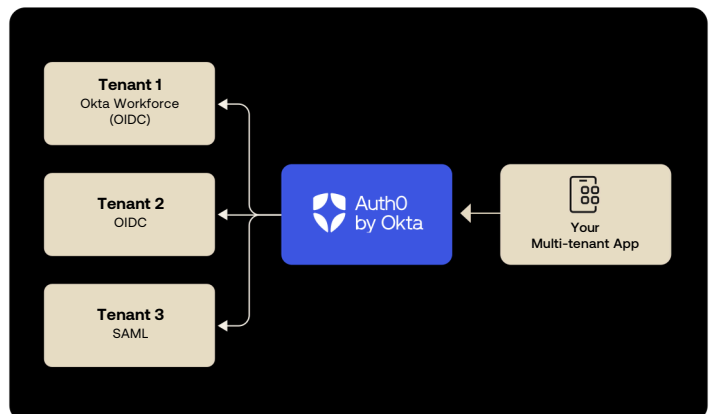 Tenant 1
Okta Workforce
(OIDC)
Tenant 2
OIDC
Tenant 3
SAML
Auth0
by Okta
Your
Multi-tenant App